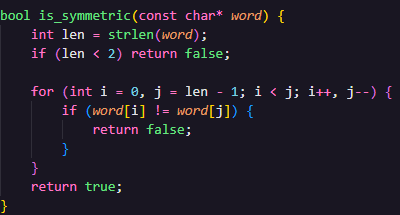 bool is_symmetric(const char* word) {
    int len = strlen(word);
    if (len < 2) return false;

    for (int i = 0, j = len - 1; i < j; i++, j--) {
        if (word[i] != word[j]) {
            return false;
        }
    }
    return true;
}